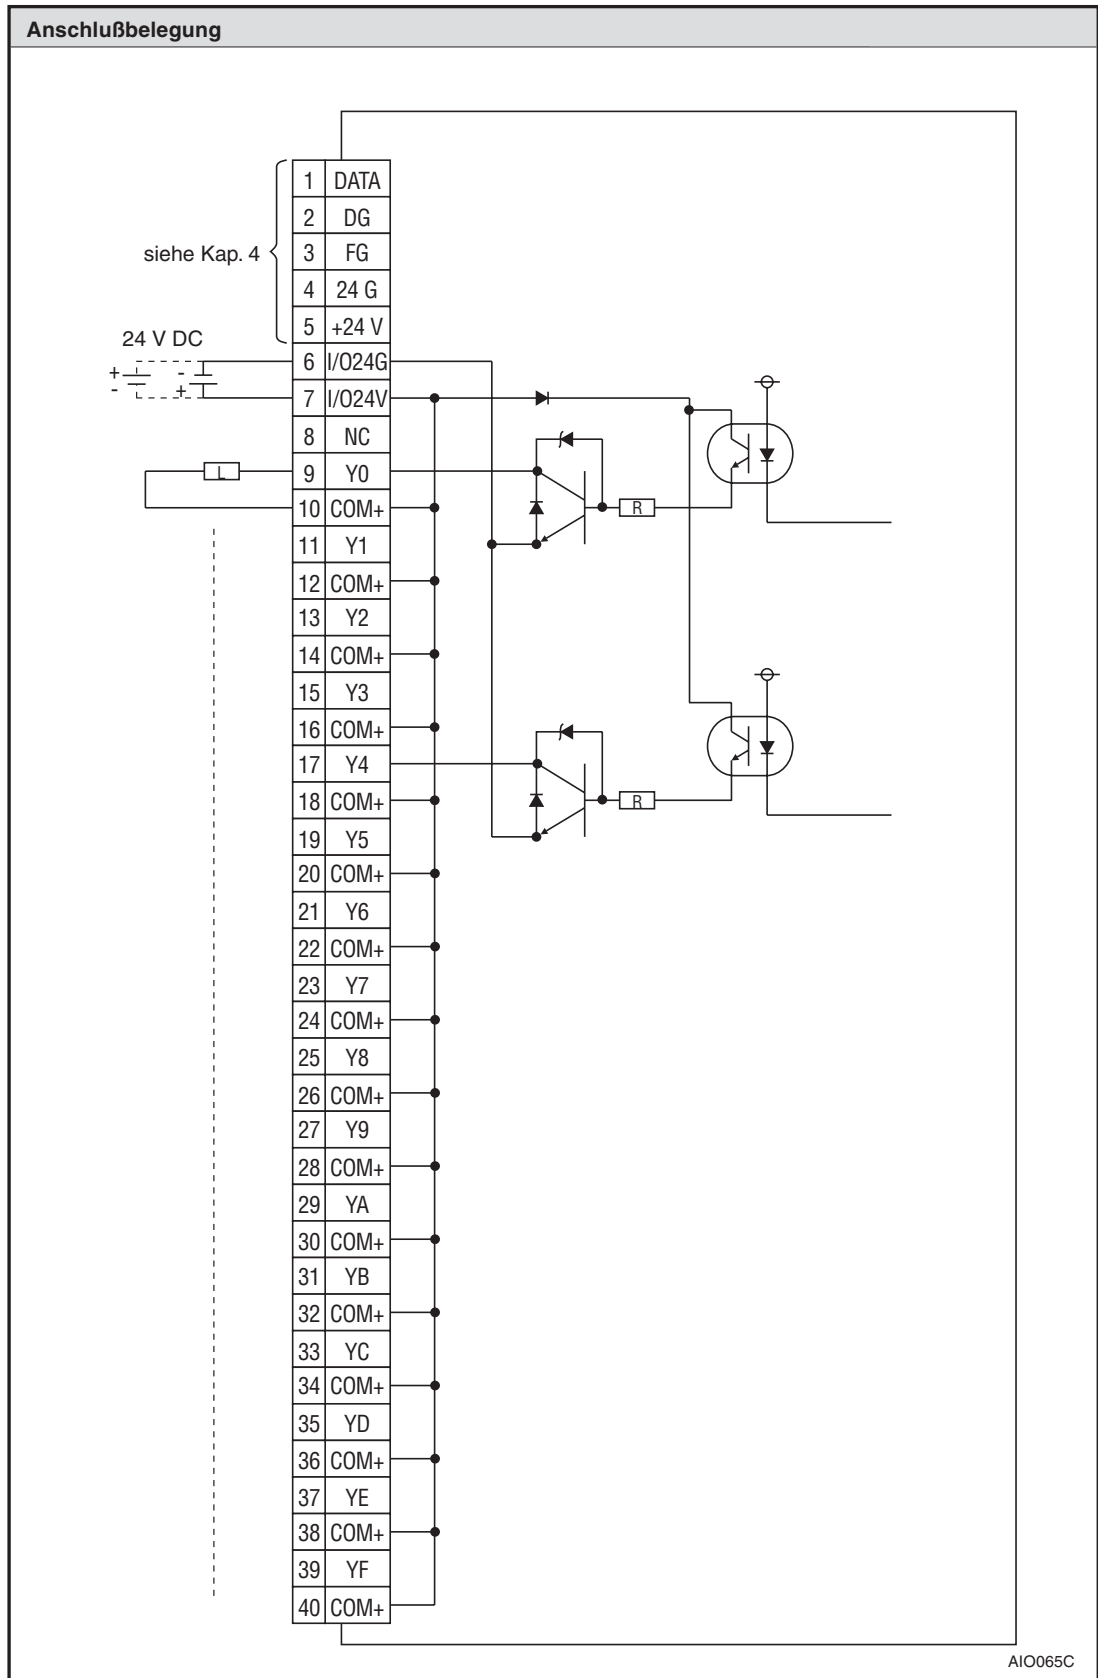 Anschlußbelegung
1 DATA
2 DG
siehe Kap. 4
3 FG
4 24 G
5 +24 V
24 V DC
+ - - +
6 I/O24G
7 I/O24V
8 NC
L
9 Y0
10 COM+
R
11 Y1
12 COM+
13 Y2
14 COM+
15 Y3
16 COM+
17 Y4
18 COM+
R
19 Y5
20 COM+
21 Y6
22 COM+
23 Y7
24 COM+
25 Y8
26 COM+
27 Y9
28 COM+
29 YA
30 COM+
31 YB
32 COM+
33 YC
34 COM+
35 YD
36 COM+
37 YE
38 COM+
39 YF
40 COM+
AIO065C